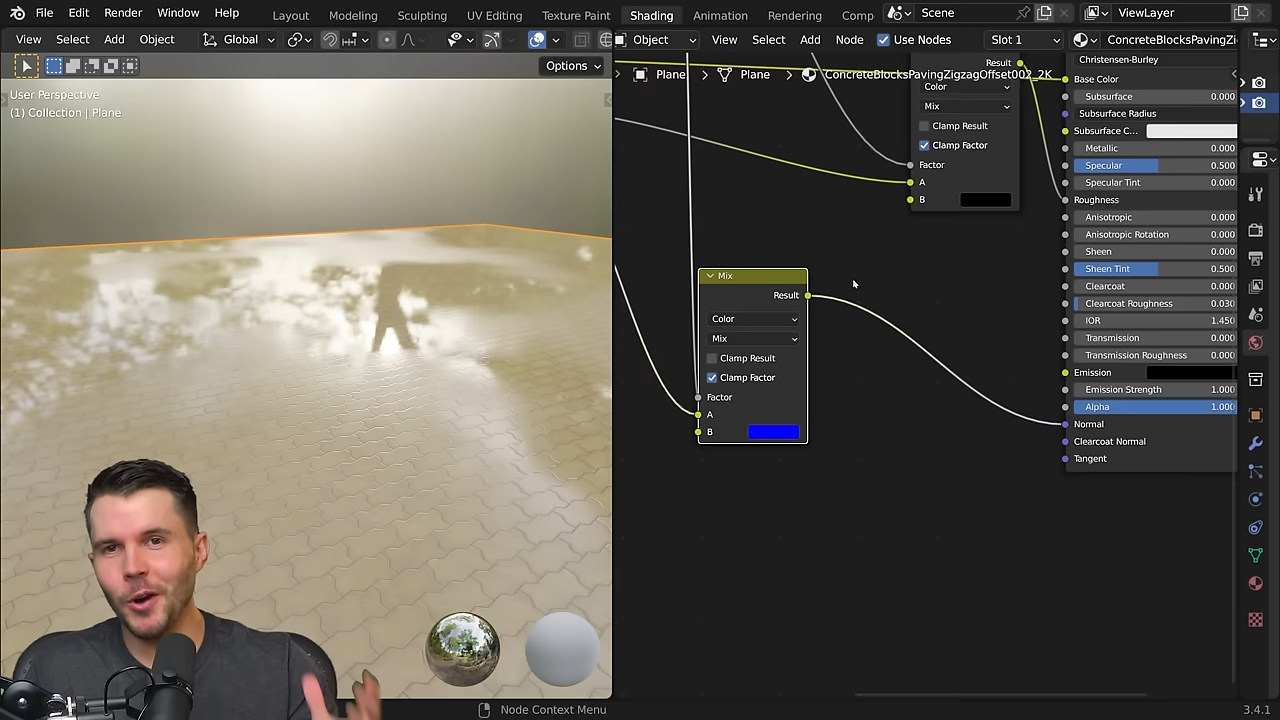 File Edit Render Window Help Layout Modeling Sculpting UV Editing Texture Paint Shading Animation Rendering Comp Scene ViewLayer
View Select Add Object Global Object View Select Add Node Use Nodes Slot 1 ConcreteBlocksPavingZi
Options
User Perspective
(1) Collection | Plane
Plane Plane ConcreteBlocksPavingZigzagOffset002_2K
Result
Color
Mix
Clamp Result
Clamp Factor
Factor
A
B
Mix
Result
Color
Mix
Clamp Result
Clamp Factor
Factor
A
B
Christensen-Burley
Base Color
Subsurface 0.000
Subsurface Radius
Subsurface C...
Metallic 0.000
Specular 0.500
Specular Tint 0.000
Roughness
Anisotropic 0.000
Anisotropic Rotation 0.000
Sheen 0.000
Sheen Tint 0.500
Clearcoat 0.000
Clearcoat Roughness 0.030
IOR 1.450
Transmission 0.000
Transmission Roughness 0.000
Emission
Emission Strength 1.000
Alpha 1.000
Normal
Clearcoat Normal
Tangent
Node Context Menu
3.4.1